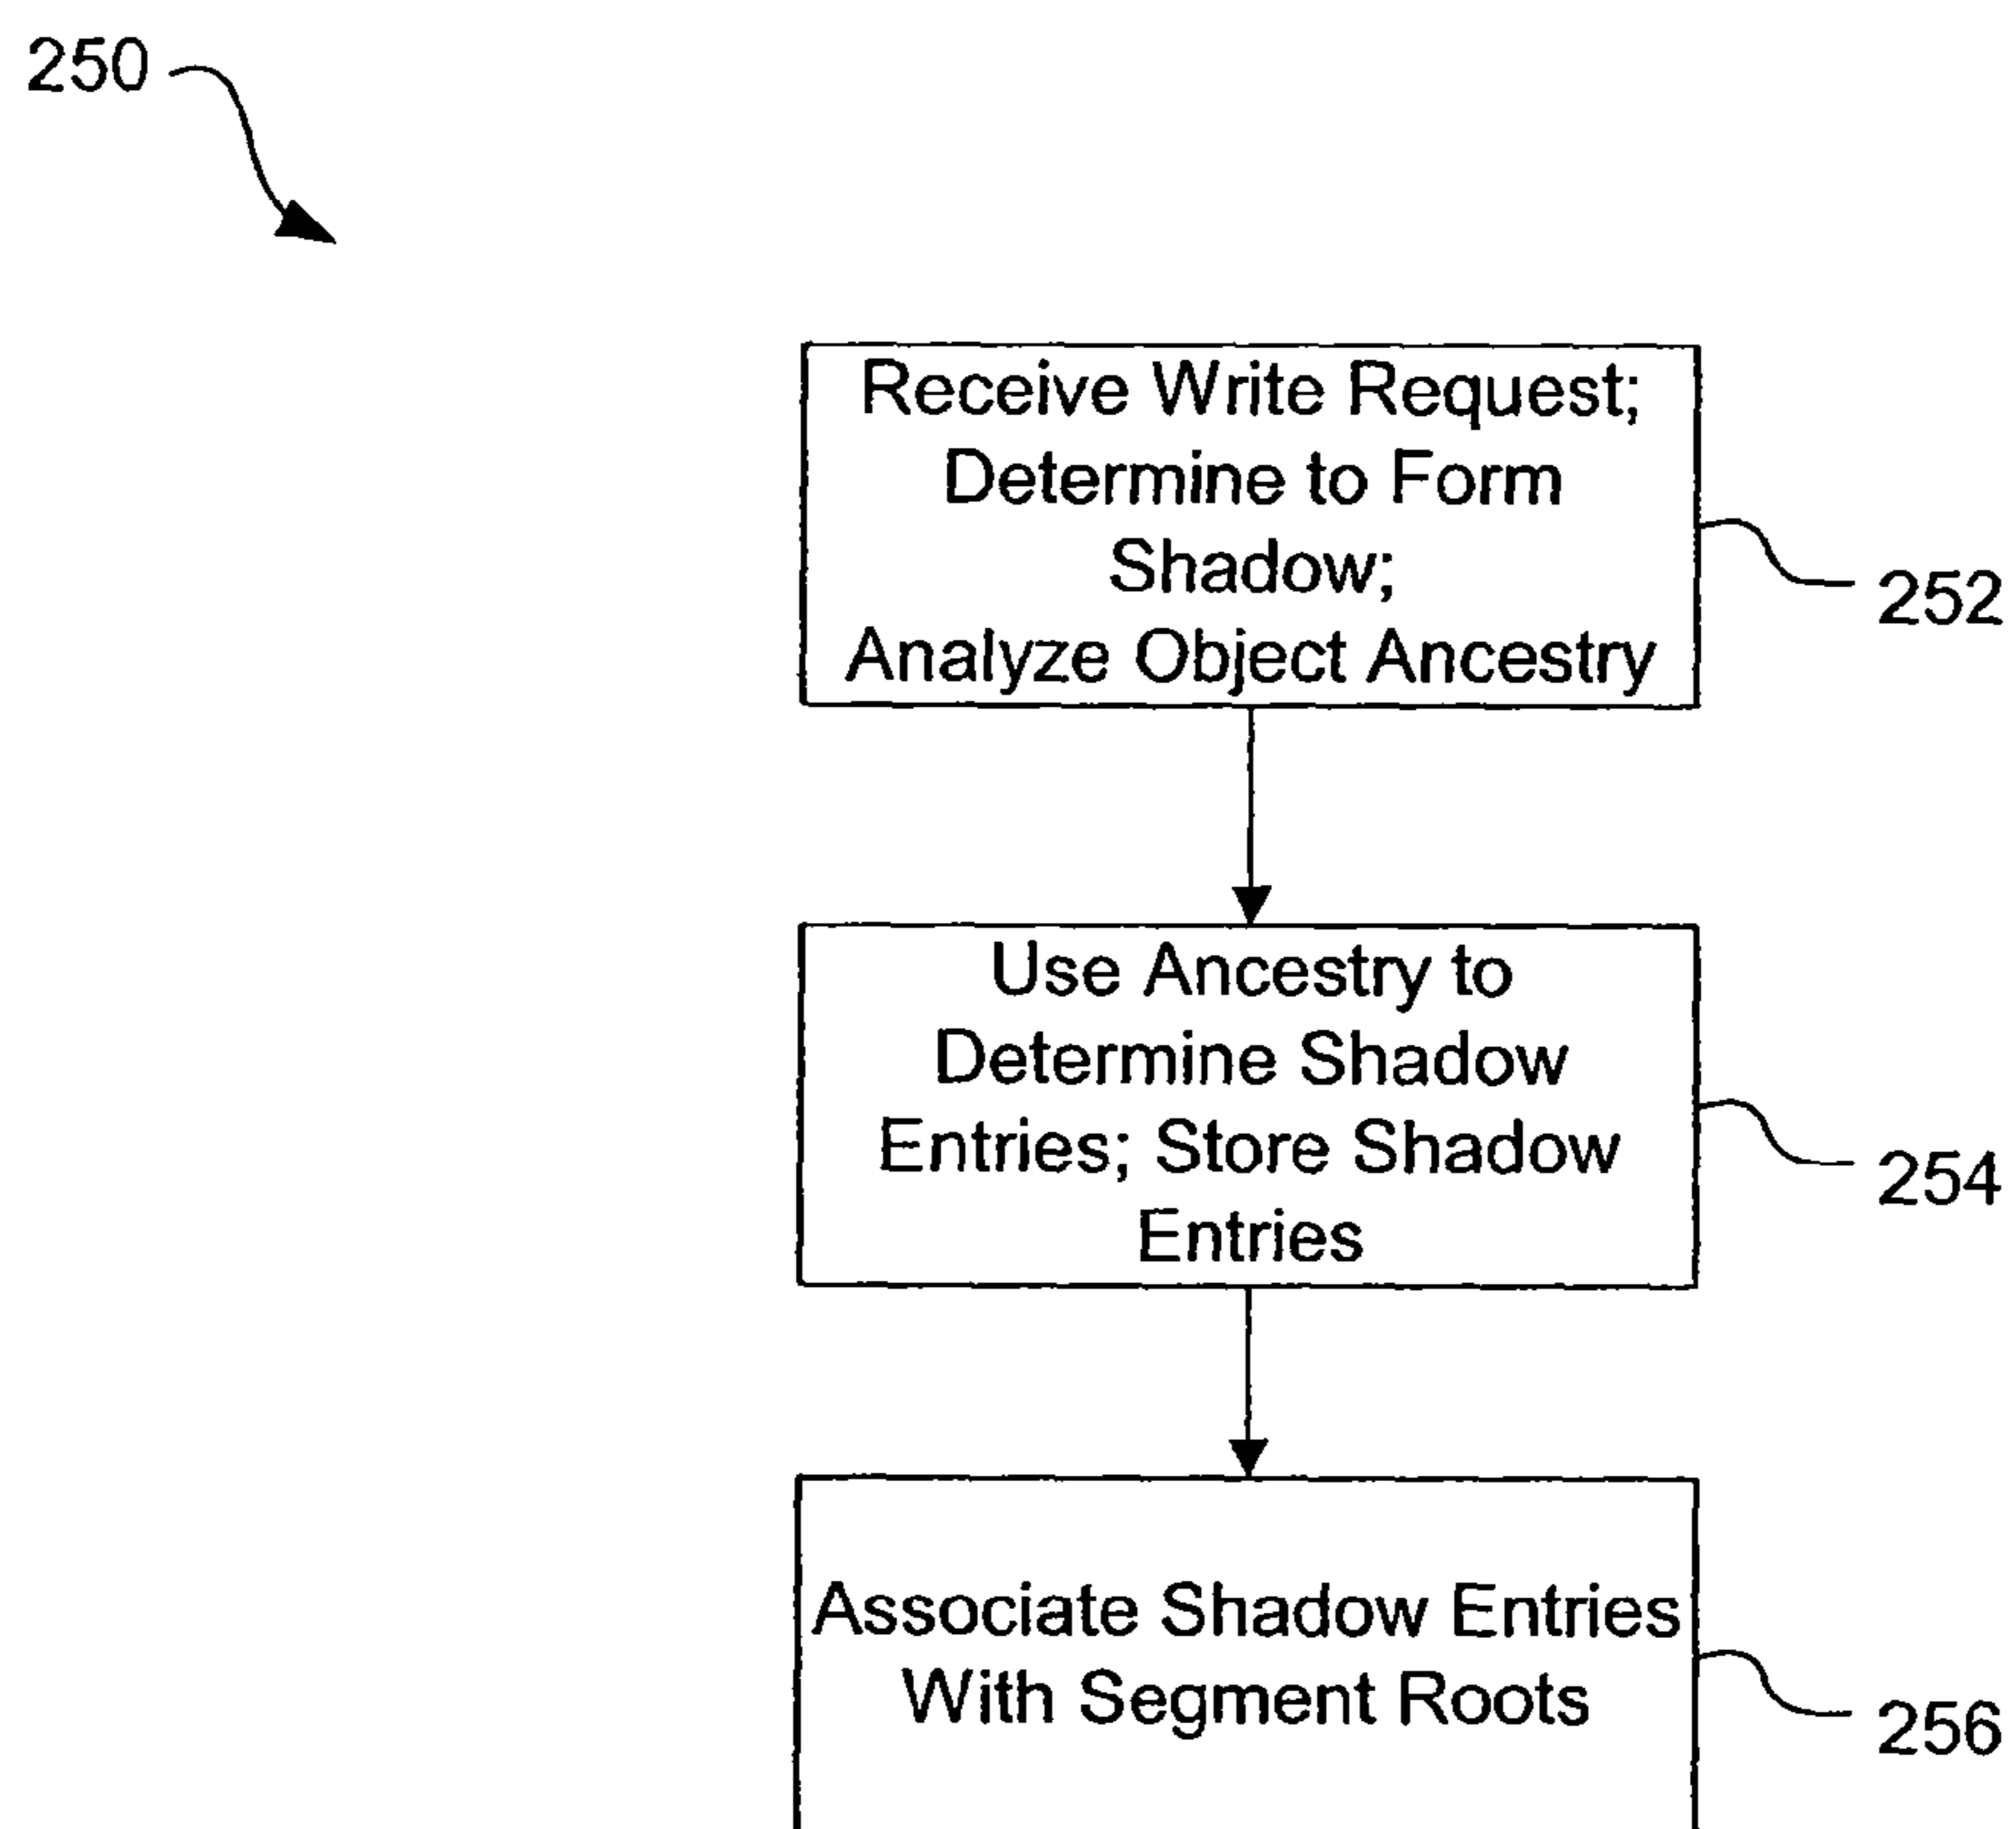 250
Receive Write Request;
Determine to Form
Shadow;
Analyze Object Ancestry
252
Use Ancestry to
Determine Shadow
Entries; Store Shadow
Entries
254
Associate Shadow Entries
With Segment Roots
256